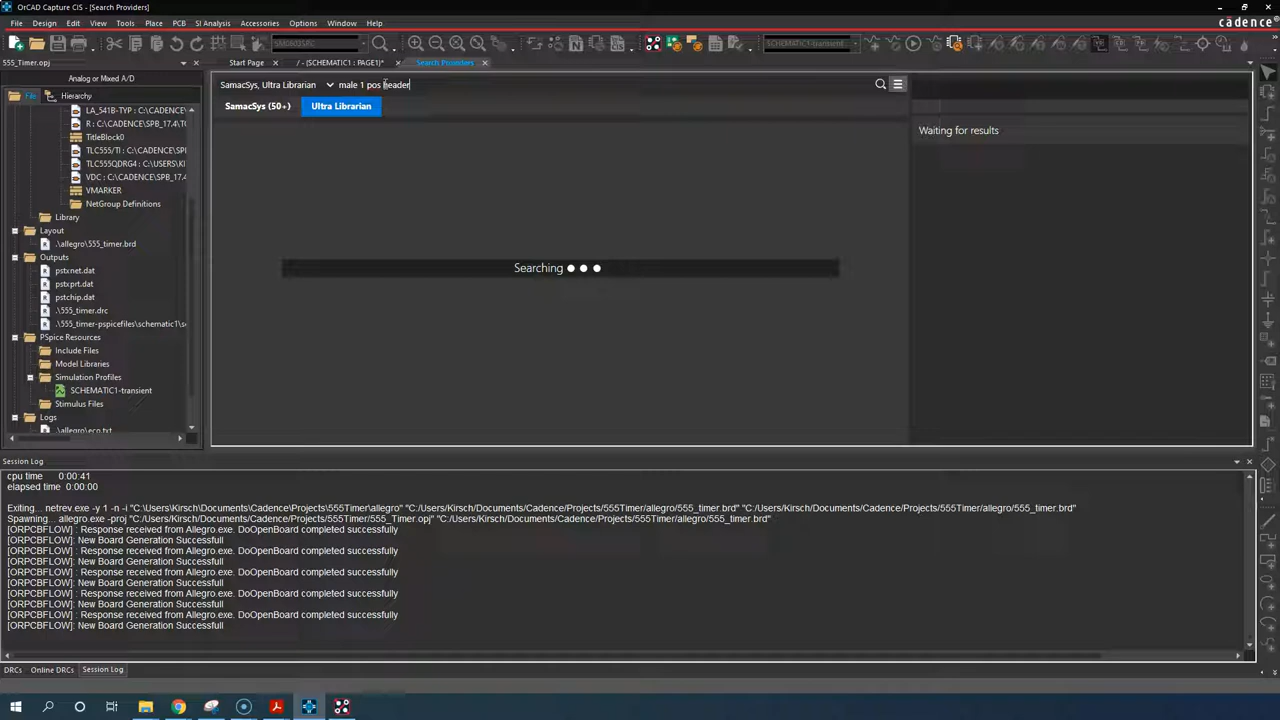 OrCAD Capture CIS - [Search Providers]
File Design Edit View Tools Place PCB SI Analysis Accessories Options Window Help
cadence
SM0603SPC
SCHEMATIC1-transient
555_Timer.opj
Start Page
/ - (SCHEMATIC1 : PAGE1)*
Search Providers
Analog or Mixed A/D
File
Hierarchy
LA_541B-TYP : C:\CADENCE\
R : C:\CADENCE\SPB_17.4\TO
TitleBlock0
TLC555/TI : C:\CADENCE\SPI
TLC555QDRG4 : C:\USERS\KI
VDC : C:\CADENCE\SPB_17.4
VMARKER
NetGroup Definitions
Library
Layout
.\allegro\555_timer.brd
Outputs
pstxnet.dat
pstxprt.dat
pstchip.dat
.\555_timer.drc
.\555_timer-pspicefiles\schematic1\s
PSpice Resources
Include Files
Model Libraries
Simulation Profiles
SCHEMATIC1-transient
Stimulus Files
Logs
.\allegro\eco.txt
SamacSys, Ultra Librarian
male 1 pos header
SamacSys (50+)
Ultra Librarian
Searching
Waiting for results
Session Log
cpu time 0:00:41
elapsed time 0:00:00
Exiting... netrev.exe -y 1 -n -i "C:\Users\Kirsch\Documents\Cadence\Projects\555Timer\allegro" "C:/Users/Kirsch/Documents/Cadence/Projects/555Timer/allegro/555_timer.brd" "C:/Users/Kirsch/Documents/Cadence/Projects/555Timer/allegro/555_timer.brd"
Spawning... allegro.exe -proj "C:/Users/Kirsch/Documents/Cadence/Projects/555Timer/555_Timer.opj" "C:/Users/Kirsch/Documents/Cadence/Projects/555Timer/allegro/555_timer.brd"
[ORPCBFLOW] : Response received from Allegro.exe. DoOpenBoard completed successfully
[ORPCBFLOW]: New Board Generation Successfull
[ORPCBFLOW] : Response received from Allegro.exe. DoOpenBoard completed successfully
[ORPCBFLOW]: New Board Generation Successfull
[ORPCBFLOW] : Response received from Allegro.exe. DoOpenBoard completed successfully
[ORPCBFLOW]: New Board Generation Successfull
[ORPCBFLOW] : Response received from Allegro.exe. DoOpenBoard completed successfully
[ORPCBFLOW]: New Board Generation Successfull
[ORPCBFLOW] : Response received from Allegro.exe. DoOpenBoard completed successfully
[ORPCBFLOW]: New Board Generation Successfull
DRCs
Online DRCs
Session Log